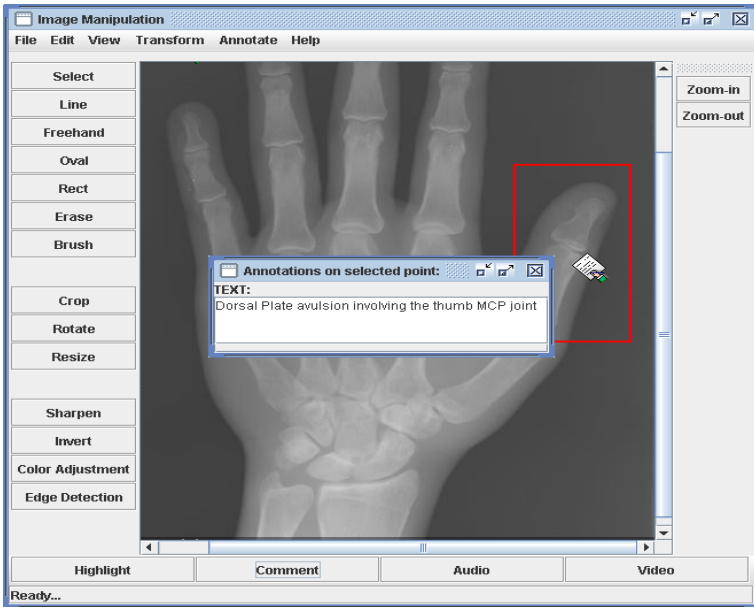 Image Manipulation
File Edit View Transform Annotate Help
Select
Line
Freehand
Oval
Rect
Erase
Brush
Crop
Rotate
Resize
Sharpen
Invert
Color Adjustment
Edge Detection
Zoom-in
Zoom-out
Annotations on selected point:
TEXT:
Dorsal Plate avulsion involving the thumb MCP joint
Highlight Comment Audio Video
Ready...